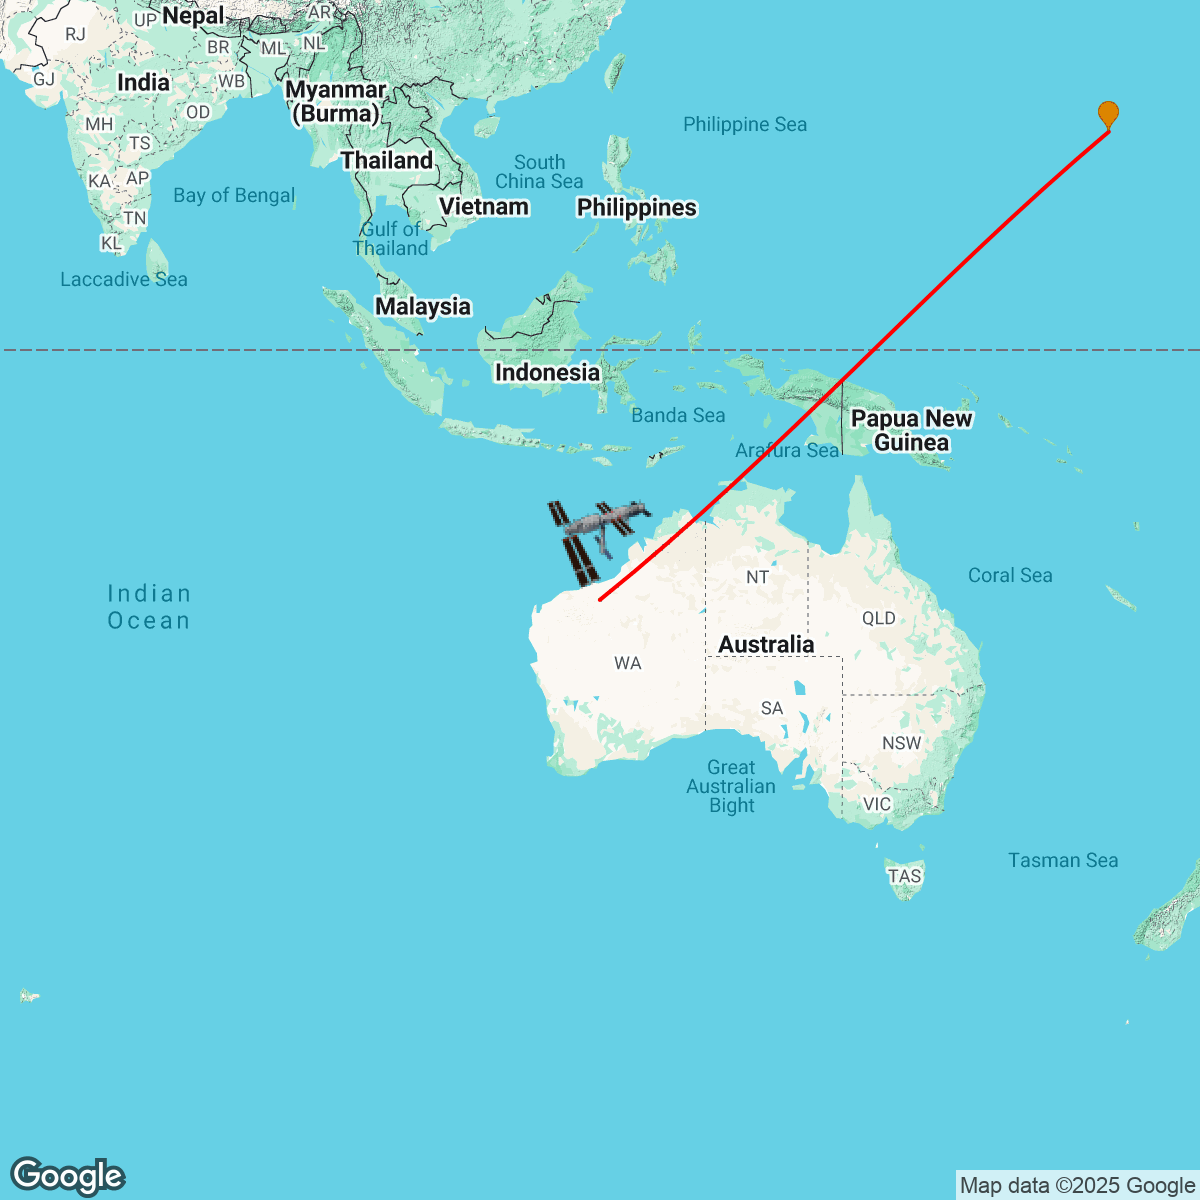 Nepal
AR
UP
RJ
BR
ML
NL
GJ
India
WB
Myanmar
(Burma)
OD
MH
TS
Philippine Sea
Thailand
South
China Sea
KA
AP
Bay of Bengal
Vietnam
Philippines
TN
KL
Gulf of
Thailand
Laccadive Sea
Malaysia
Indonesia
Banda Sea
Papua New
Guinea
Arafura Sea
Indian
Ocean
NT
Coral Sea
QLD
Australia
WA
SA
NSW
Great
Australian
Bight
VIC
Tasman Sea
TAS
Google
Map data ©2025 Google